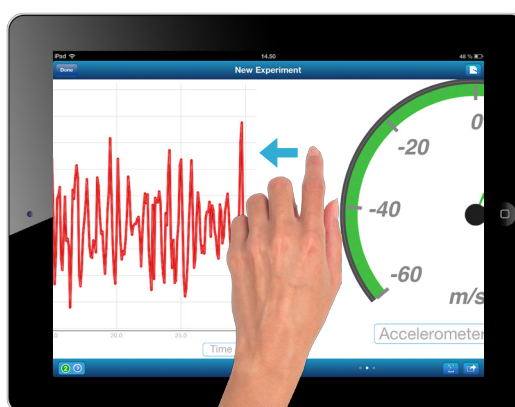 iPad 14.50 48 %
Done New Experiment
0
-20
-40
-60
m/s
20.0 25.0
Time
Accelerometer
2